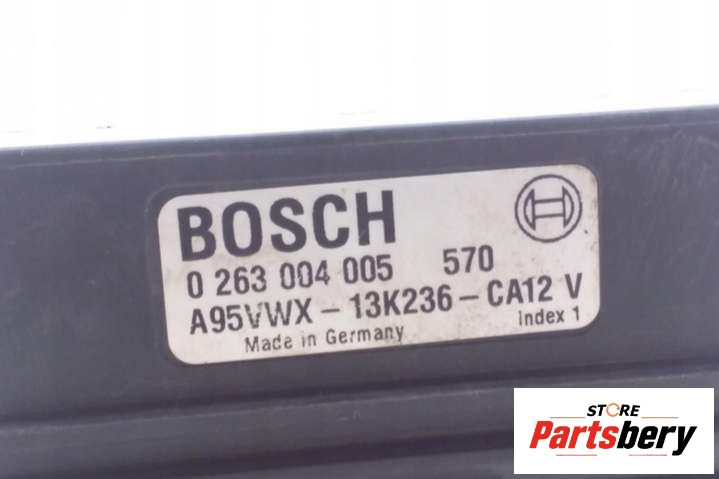 BOSCH
0 263 004 005 570
A95VWX-13K236-CA12 V
Made in Germany Index 1
STORE
Partsbery